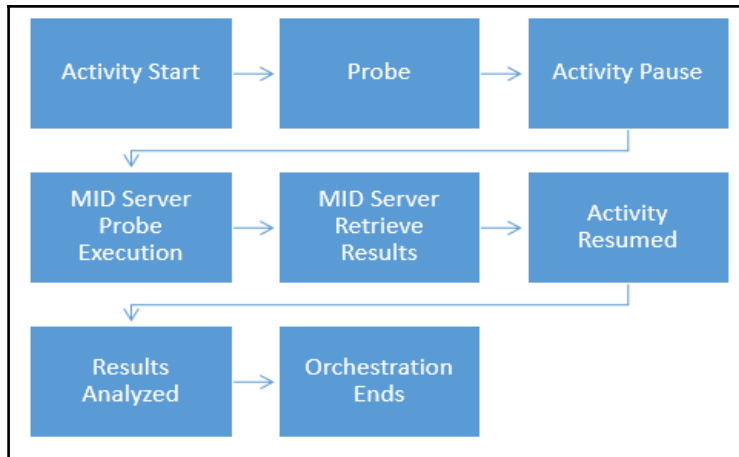 Activity Start
Probe
Activity Pause
MID Server
Probe
Execution
MID Server
Retrieve
Results
Activity
Resumed
Results
Analyzed
Orchestration
Ends